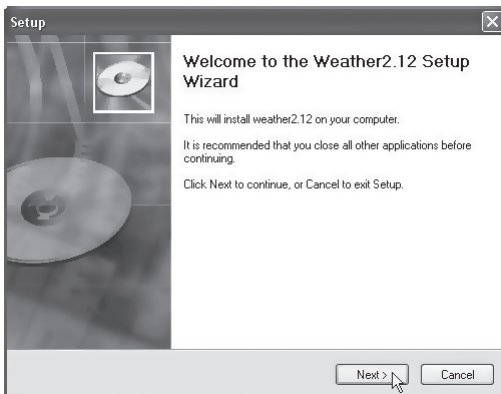 Setup
Welcome to the Weather2.12 Setup
Wizard
This will install weather2.12 on your computer.
It is recommended that you close all other applications before
continuing.
Click Next to continue, or Cancel to exit Setup.
Next >
Cancel